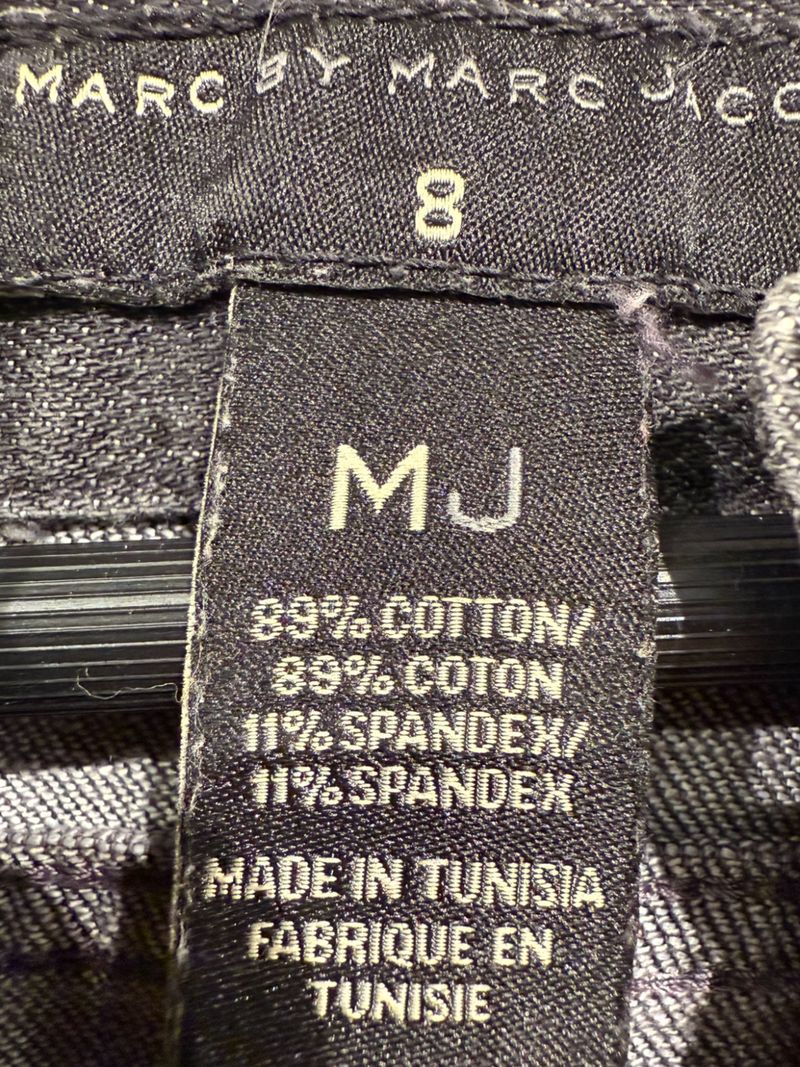 MARC BY MARC JACO
8
MJ
89% COTTON/
89% COTON
11% SPANDEX/
11% SPANDEX
MADE IN TUNISIA
FABRIQUE EN
TUNISIE